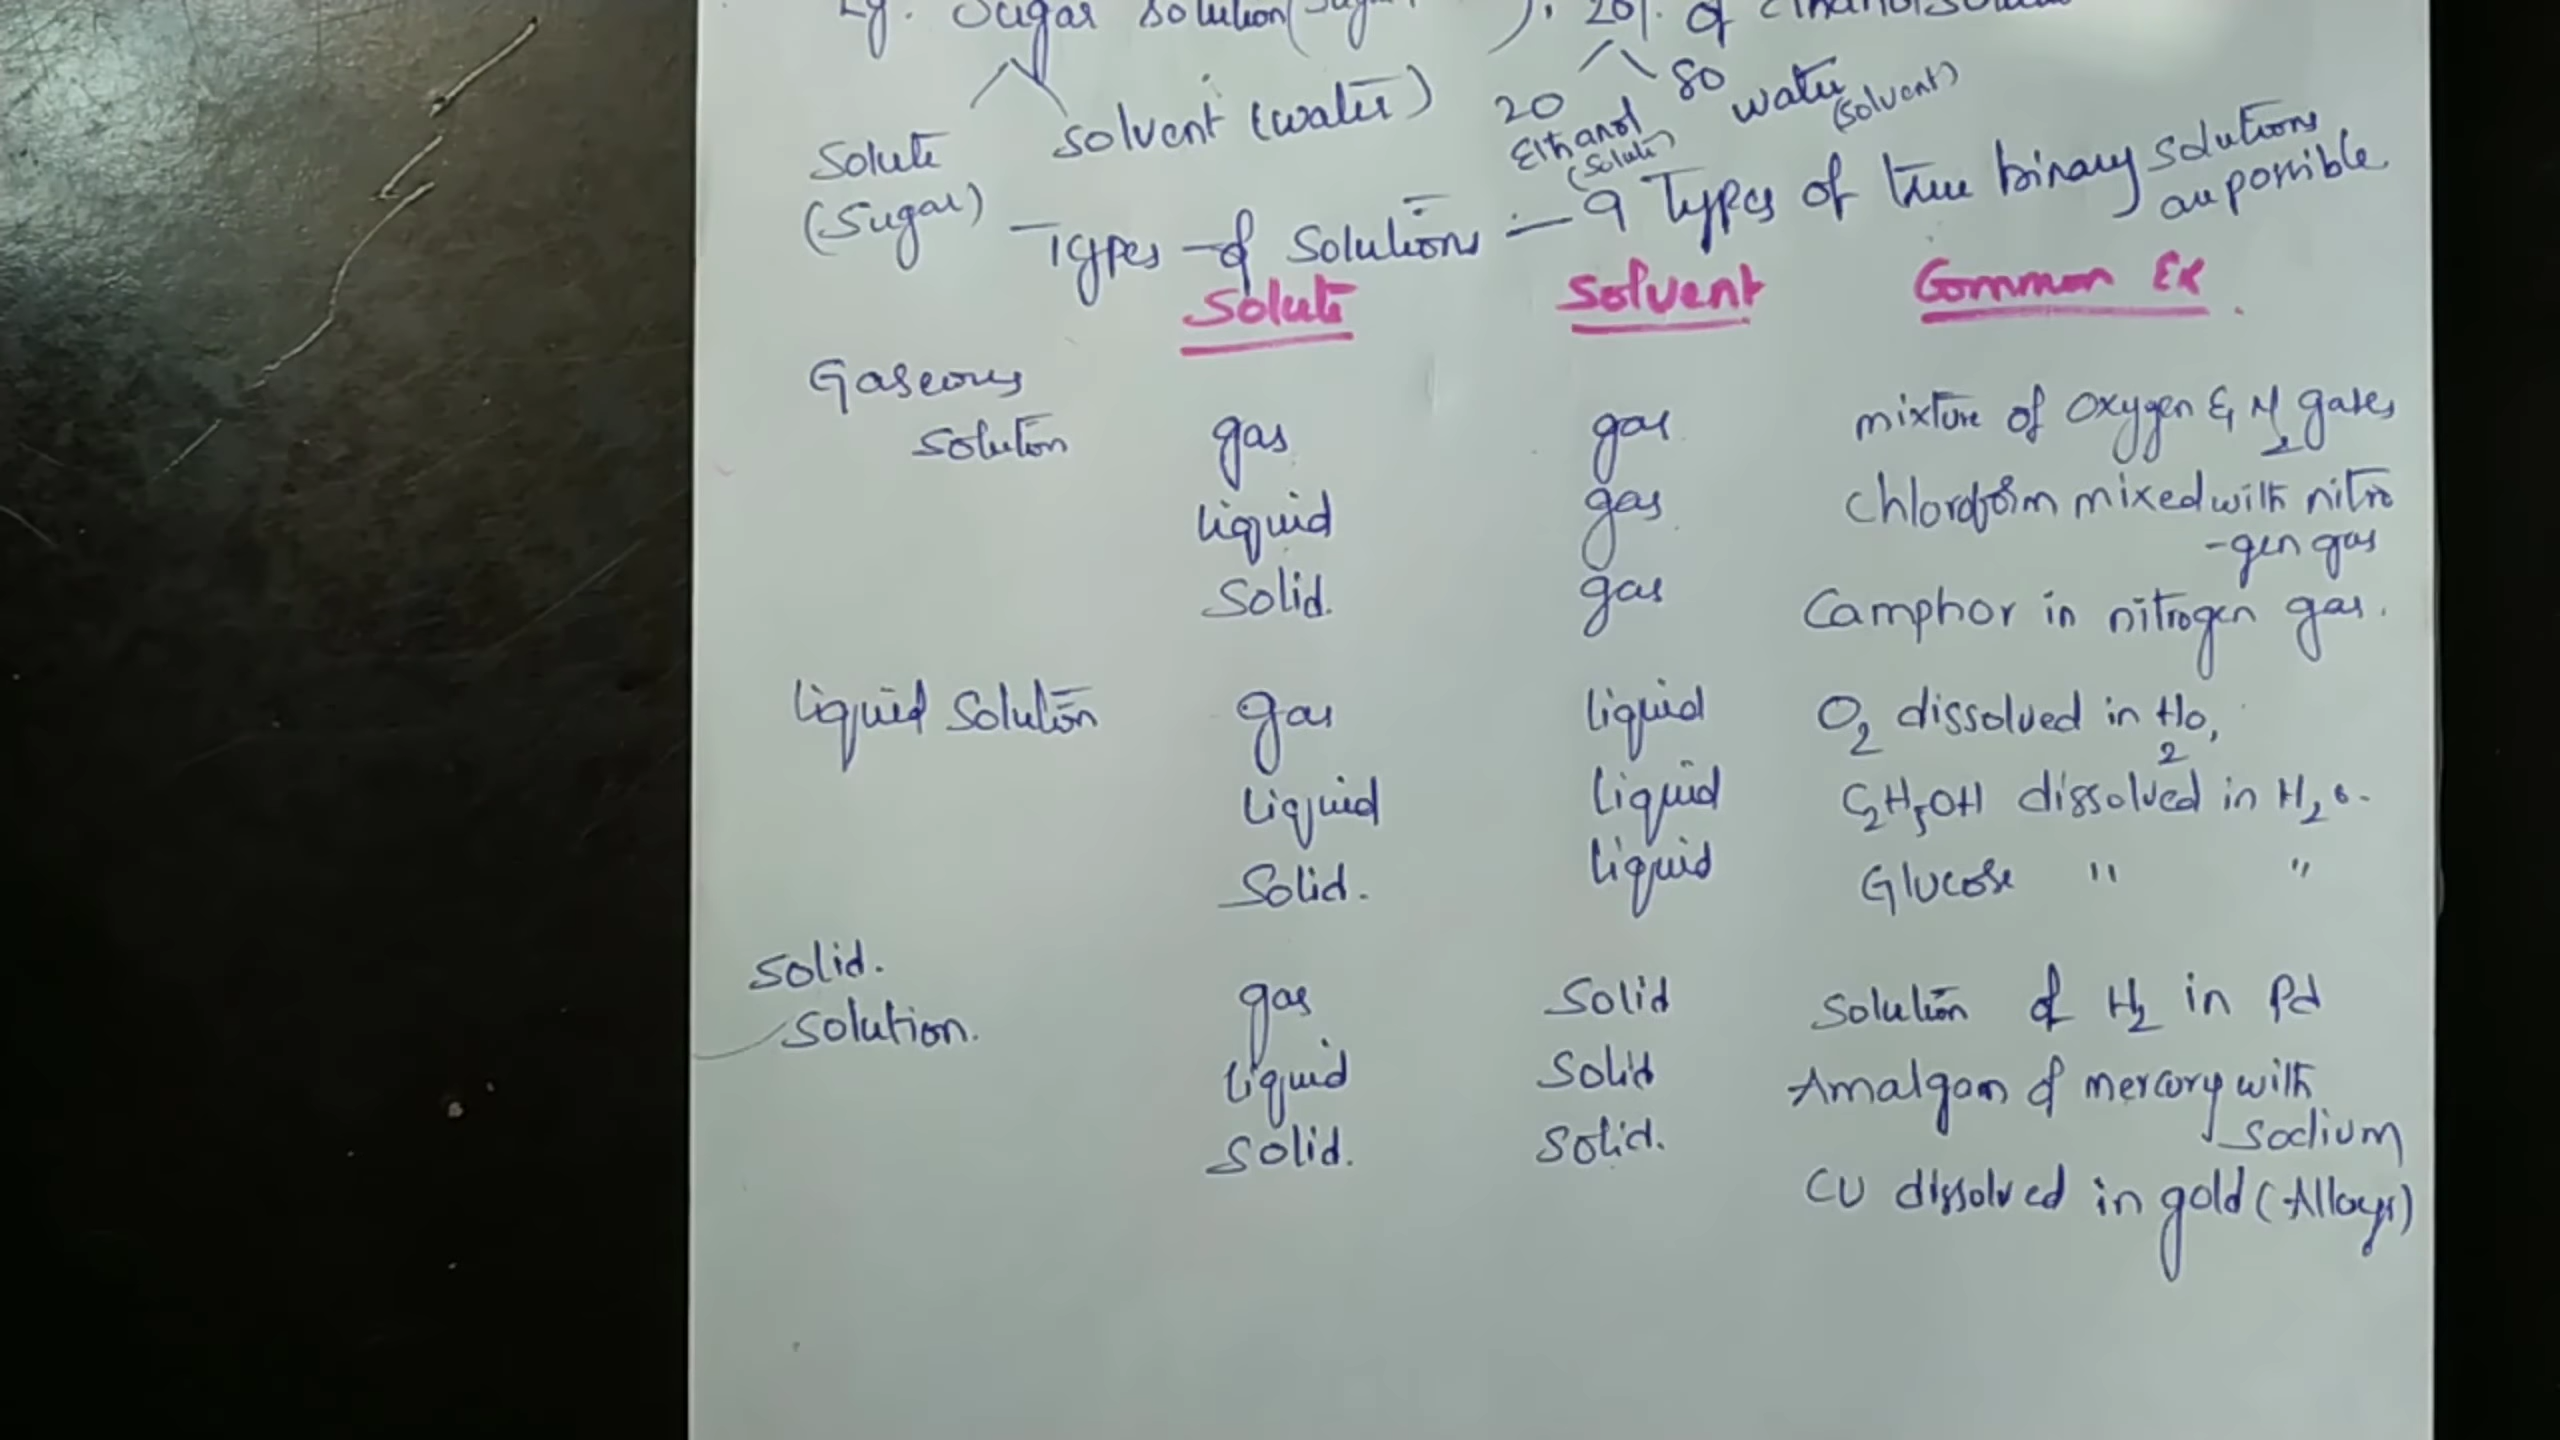 Eg. Sugar solution( ), 20%. of
20 80 water (solvent)
Ethanol (solute)
Solute solvent (water)
(Sugar)
Types of Solutions :- 9 Types of true binary solutions
are possible
Solute Solvent Common Ex.
Gaseous
solution gas gas mixture of oxygen & N2 gases
liquid gas chloroform mixed with nitro
-gen gas
Solid. gas Camphor in nitrogen gas.
Liquid Solution gas liquid O2 dissolved in H2O,
Liquid liquid C2H5OH dissolved in H2O.
Solid. liquid Glucose " "
Solid.
Solution. gas Solid Solution of H2 in Pd
Liquid Solid Amalgam of mercury with
Sodium
Solid. Solid. CU dissolved in gold (Alloys)